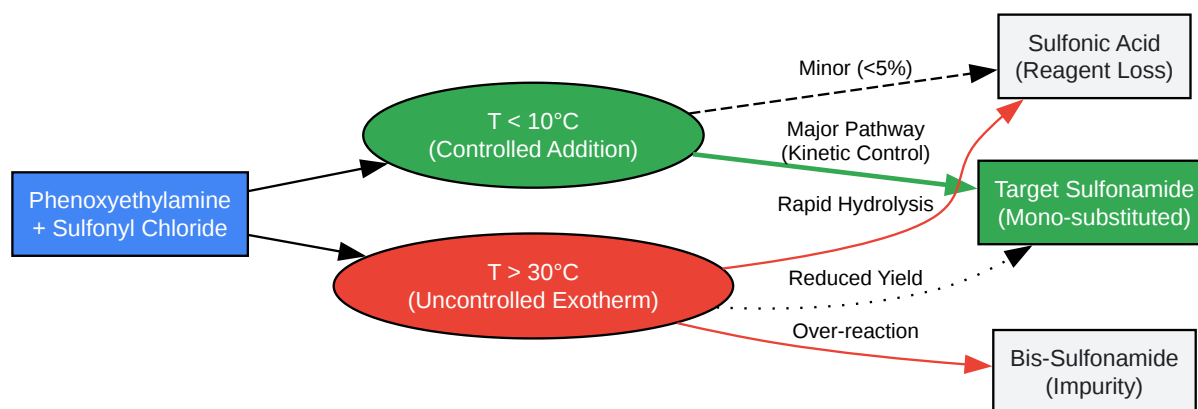 Phenoxyethylamine
+ Sulfonyl Chloride
T < 10°C
(Controlled Addition)
T > 30°C
(Uncontrolled Exotherm)
Minor (<5%)
Major Pathway
(Kinetic Control)
Rapid Hydrolysis
Reduced Yield
Over-reaction
Sulfonic Acid
(Reagent Loss)
Target Sulfonamide
(Mono-substituted)
Bis-Sulfonamide
(Impurity)